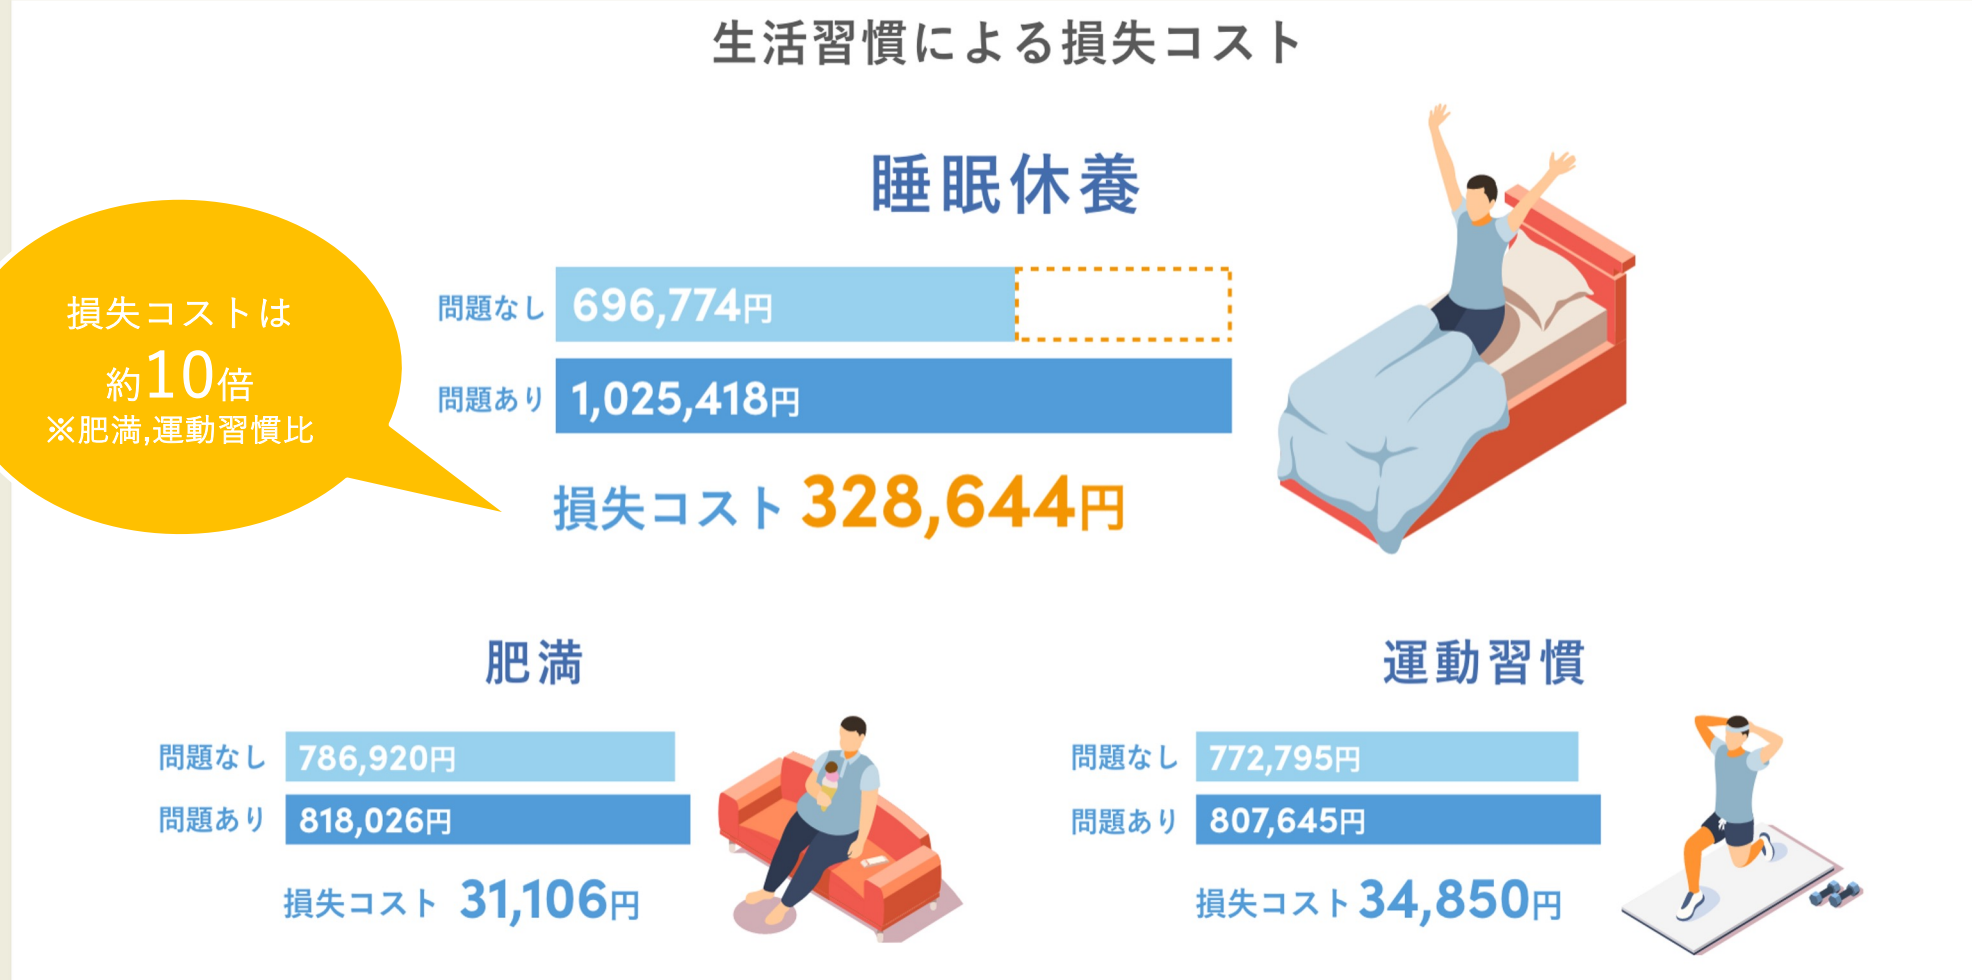 生活習慣による損失コスト
睡眠休養
損失コストは
約10倍
※肥満,運動習慣比
問題なし 696,774円
問題あり 1,025,418円
損失コスト 328,644円
肥満
問題なし 786,920円
問題あり 818,026円
損失コスト 31,106円
運動習慣
問題なし 772,795円
問題あり 807,645円
損失コスト 34,850円